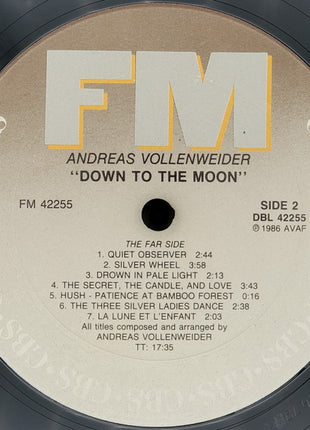 FM
ANDREAS VOLLENWEIDER
"DOWN TO THE MOON"
FM 42255
SIDE 2
DBL 42255
℗ 1986 AVAF
THE FAR SIDE
1. QUIET OBSERVER 2:44
2. SILVER WHEEL 3:58
3. DROWN IN PALE LIGHT 2:13
4. THE SECRET, THE CANDLE, AND LOVE 3:43
5. HUSH - PATIENCE AT BAMBOO FOREST 0:16
6. THE THREE SILVER LADIES DANCE 2:38
7. LA LUNE ET L'ENFANT 2:03
All titles composed and arranged by
ANDREAS VOLLENWEIDER
TT: 17:35
CBS CBS CBS